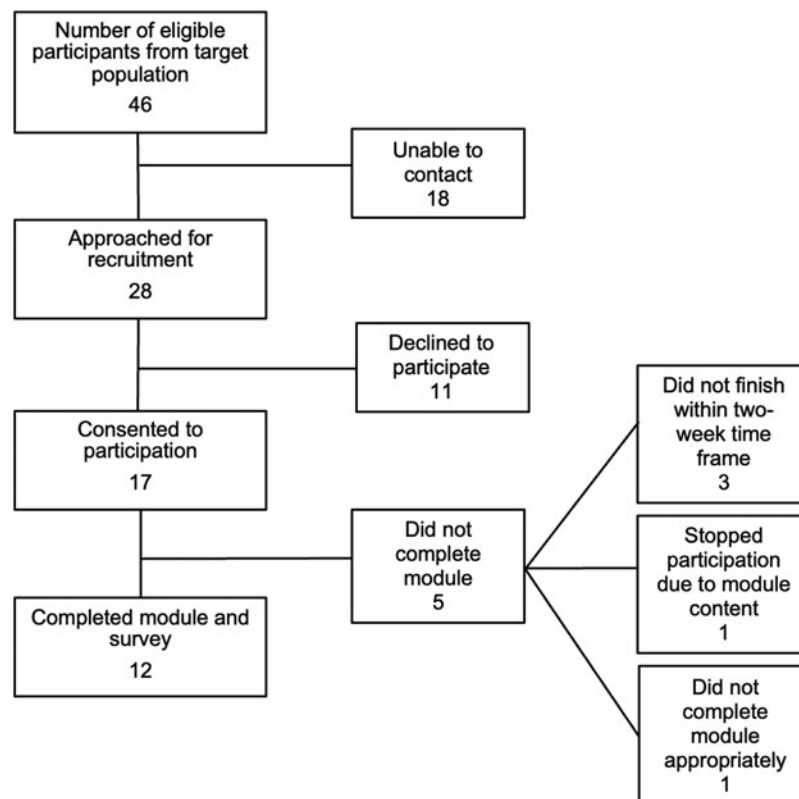 Number of eligible
participants from target
population
46
Unable to
contact
18
Approached for
recruitment
28
Declined to
participate
11
Consented to
participation
17
Did not
complete
module
5
Completed module and
survey
12
Did not finish
within two-
week time
frame
3
Stopped
participation
due to module
content
1
Did not
complete
module
appropriately
1